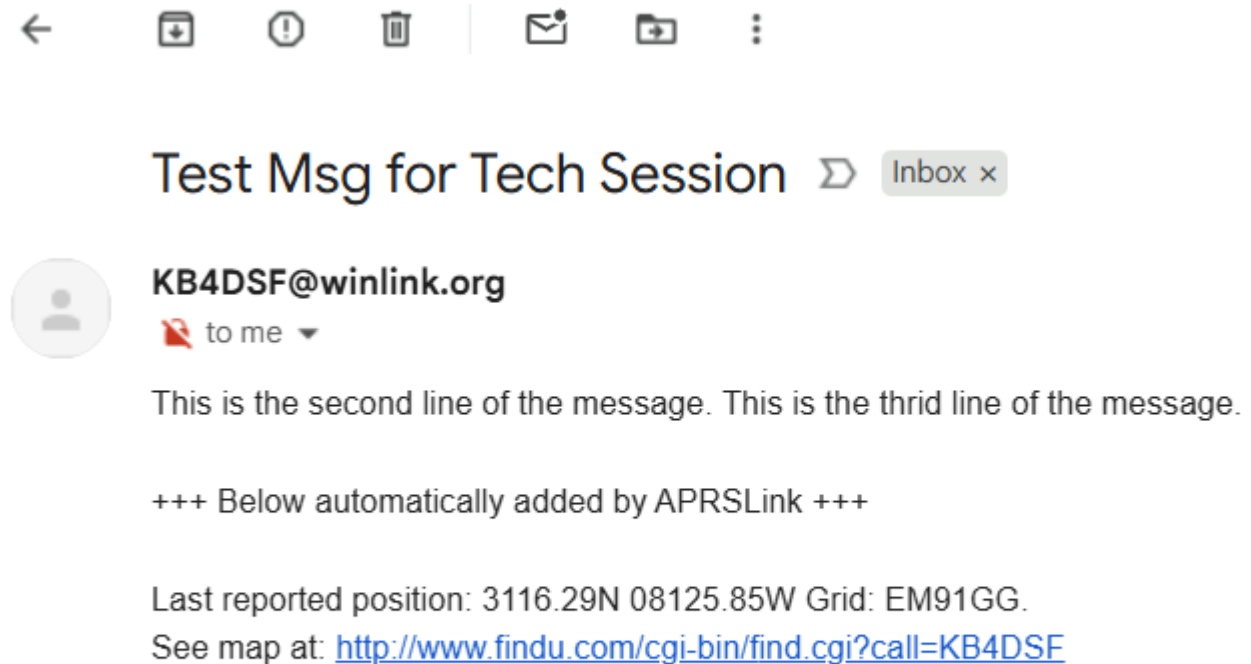 Test Msg for Tech Session Inbox ×
KB4DSF@winlink.org
to me
This is the second line of the message. This is the thrid line of the message.
+++ Below automatically added by APRSLink +++
Last reported position: 3116.29N 08125.85W Grid: EM91GG.
See map at: http://www.findu.com/cgi-bin/find.cgi?call=KB4DSF